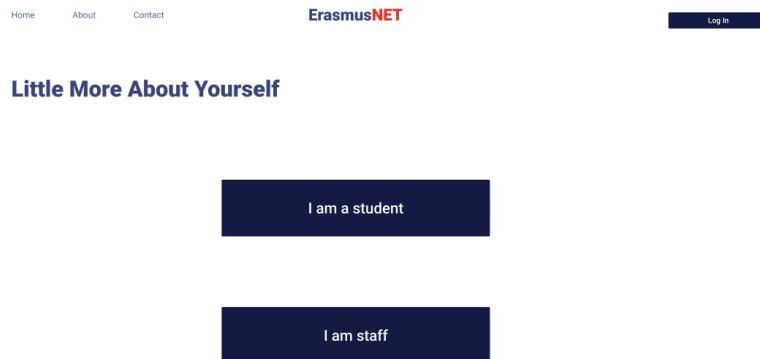 Home About Contact ErasmusNET Log In
Little More About Yourself
I am a student
I am staff